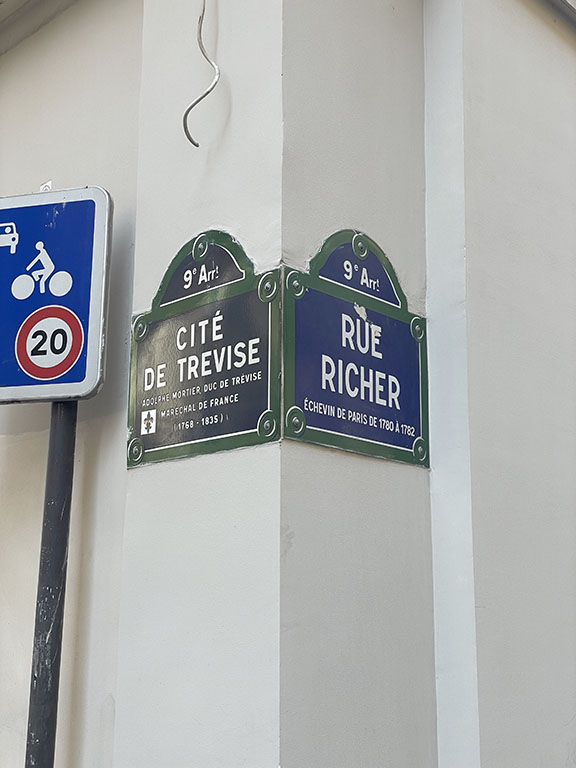 20
9e Arrt
CITÉ
DE TRÉVISE
ADOLPHE MORTIER, DUC DE TRÉVISE
MARÉCHAL DE FRANCE
(1768 - 1835)
9e Arrt
RUE
RICHER
ÉCHEVIN DE PARIS DE 1780 À 1782